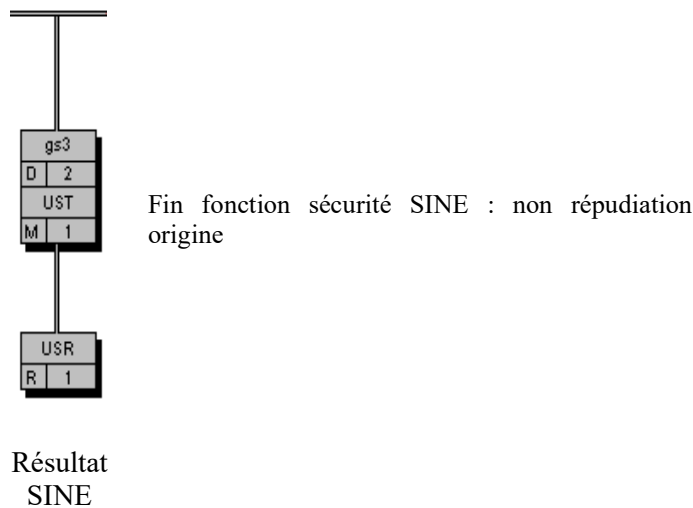 gs3
D 2
UST
M 1
Fin fonction sécurité SINE : non répudiation
origine
USR
R 1
Résultat
SINE